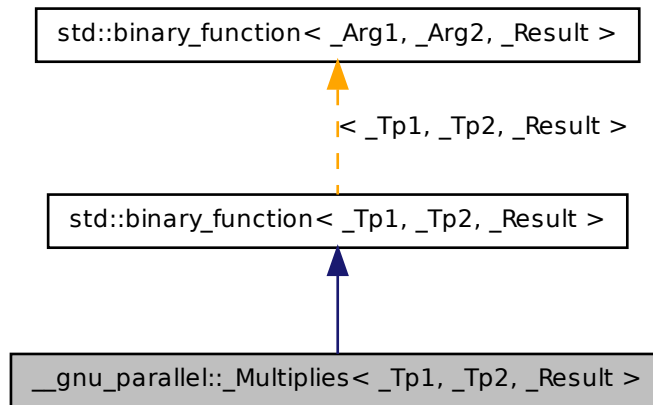 std::binary_function< _Arg1, _Arg2, _Result >
< _Tp1, _Tp2, _Result >
std::binary_function< _Tp1, _Tp2, _Result >
__gnu_parallel::_Multiplies< _Tp1, _Tp2, _Result >